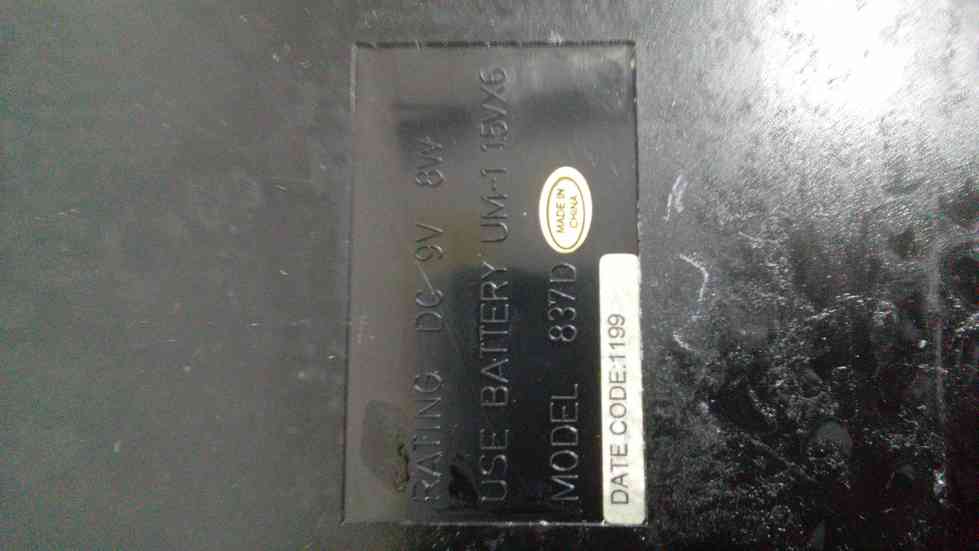 RATING DC 9V 8W
USE BATTERY UM-1 1.5VX6
MODEL 837D
MADE IN
CHINA
DATE CODE:1199